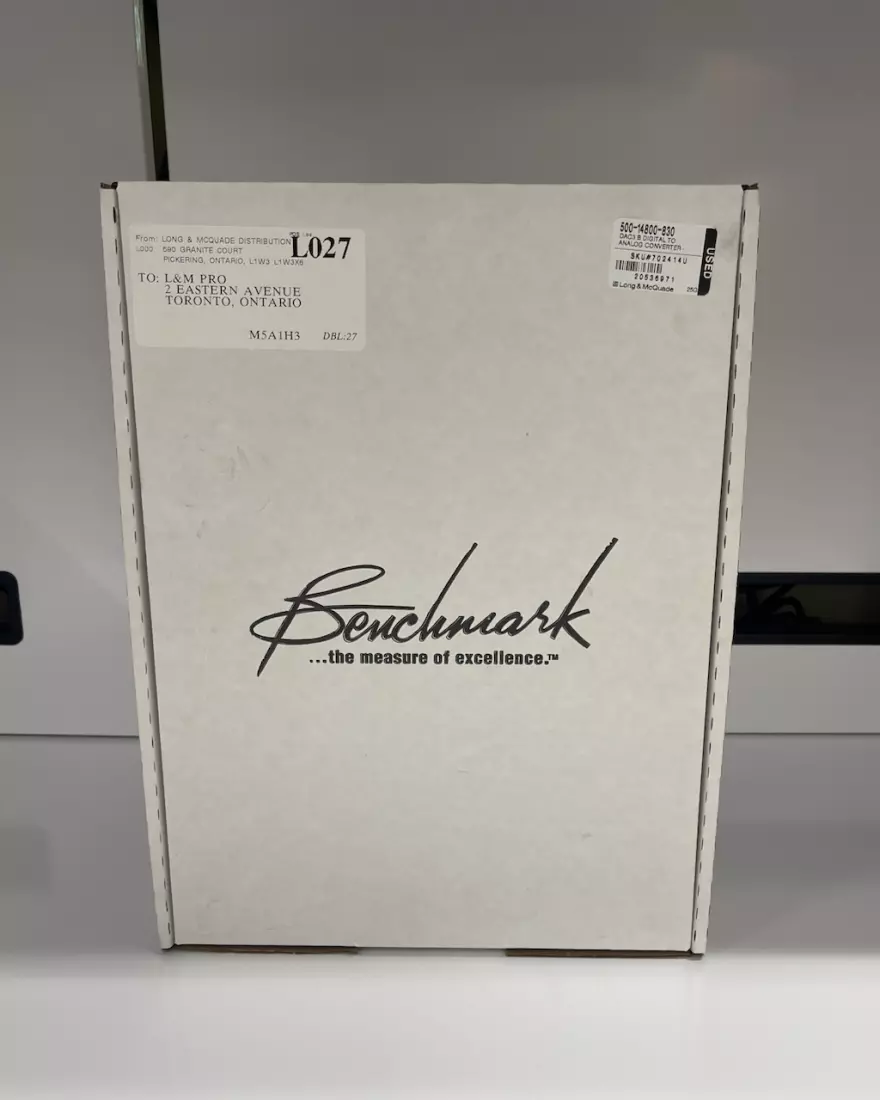 From: LONG & MCQUADE DISTRIBUTION
L027
L000 590 GRANITE COURT
PICKERING, ONTARIO, L1W3 L1W3X6
TO: L&M PRO
2 EASTERN AVENUE
TORONTO, ONTARIO
M5A1H3 DBL:27
500-14800-830
DAC3 B DIGITAL TO
ANALOG CONVERTER
SKU#702414U
20536971
Long & McQuade
USED
Benchmark
...the measure of excellence.™